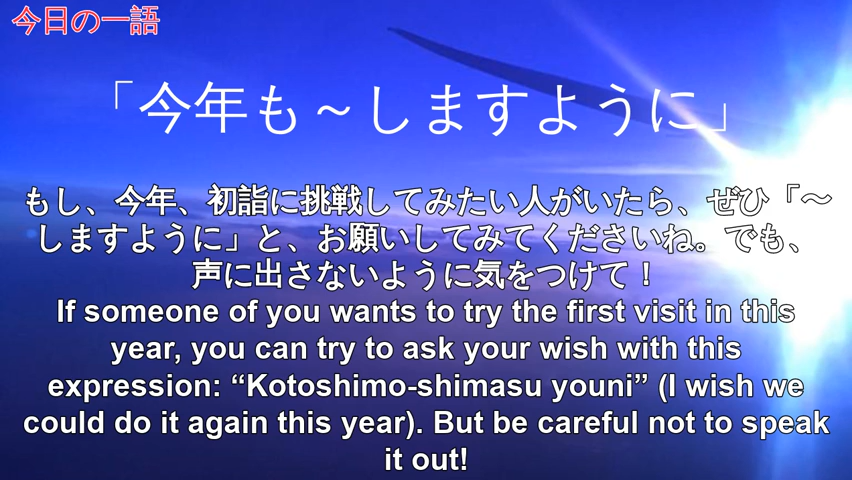 今日の一語
「今年も～しますように」
もし、今年、初詣に挑戦してみたい人がいたら、ぜひ「～
しますように」と、お願いしてみてくださいね。でも、
声に出さないように気をつけて！
If someone of you wants to try the first visit in this
year, you can try to ask your wish with this
expression: “Kotoshimo-shimasu youni” (I wish we
could do it again this year). But be careful not to speak
it out!